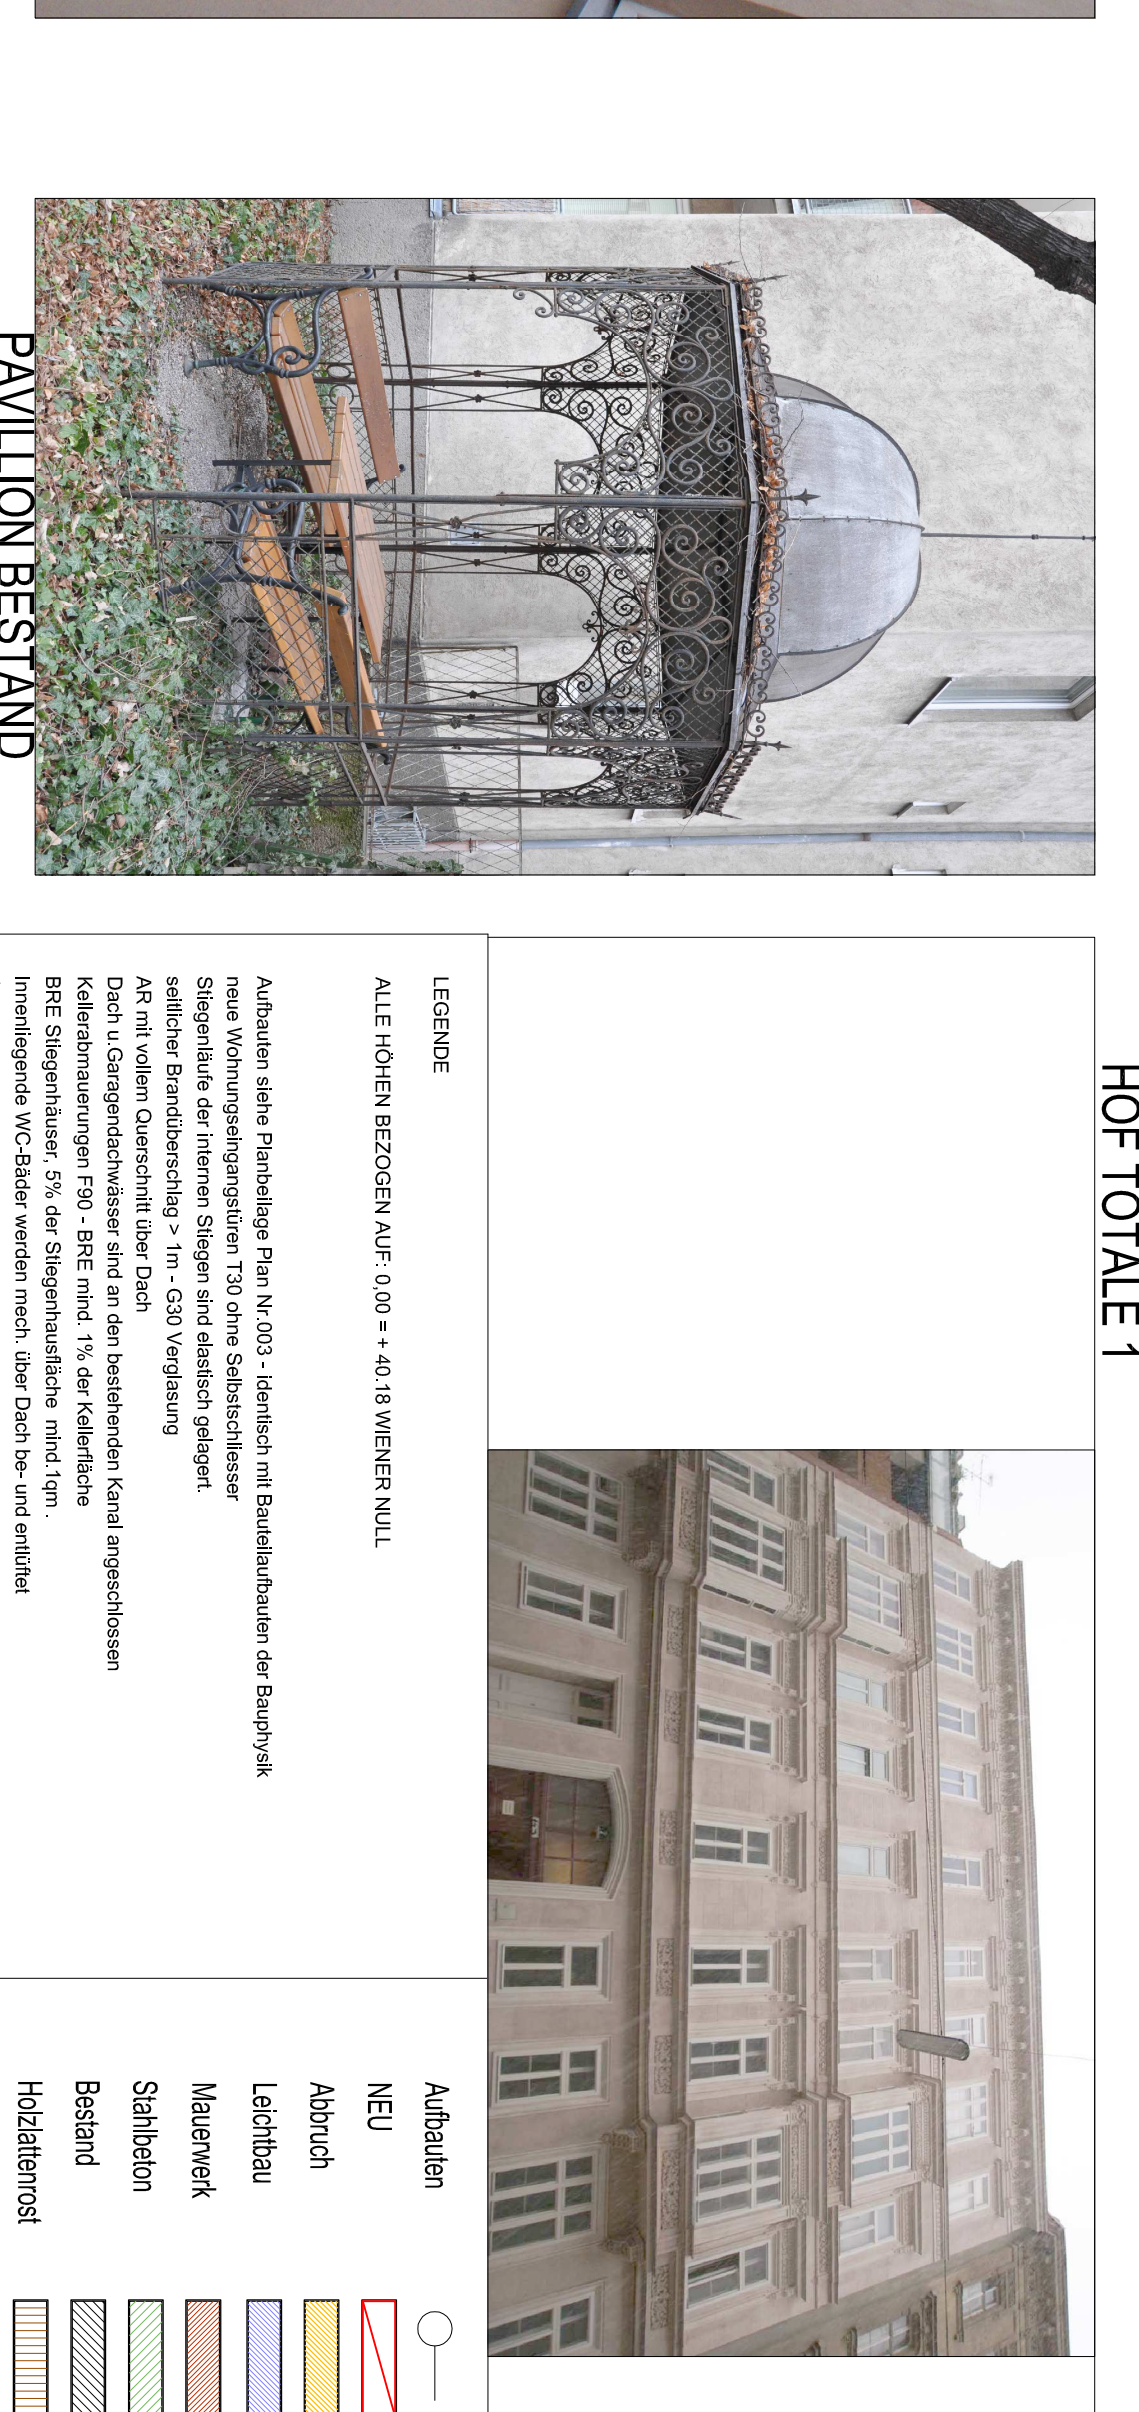 HOF TOTALE 1
PAVILLION BESTAND
LEGENDE
ALLE HÖHEN BEZOGEN AUF: 0,00 = + 40.18 WIENER NULL
Aufbauten siehe Planbeilage Plan Nr.003 - identisch mit Bauteilaufbauten der Bauphysik
neue Wohnungseingangstüren T30 ohne Selbstschliesser
Stiegenläufe der internen Stiegen sind elastisch gelagert.
seitlicher Brandüberschlag > 1m - G30 Verglasung
AR mit vollem Querschnitt über Dach
Dach u.Garagendachwässer sind an den bestehenden Kanal angeschlossen
Kellerabmauerungen F90 - BRE mind. 1% der Kellerfläche
BRE Stiegenhäuser, 5% der Stiegenhausfläche mind.1qm .
Innenliegende WC-Bäder werden mech. über Dach be- und entlüftet
Aufbauten
NEU
Abbruch
Leichtbau
Mauerwerk
Stahlbeton
Bestand
Holzlattenrost